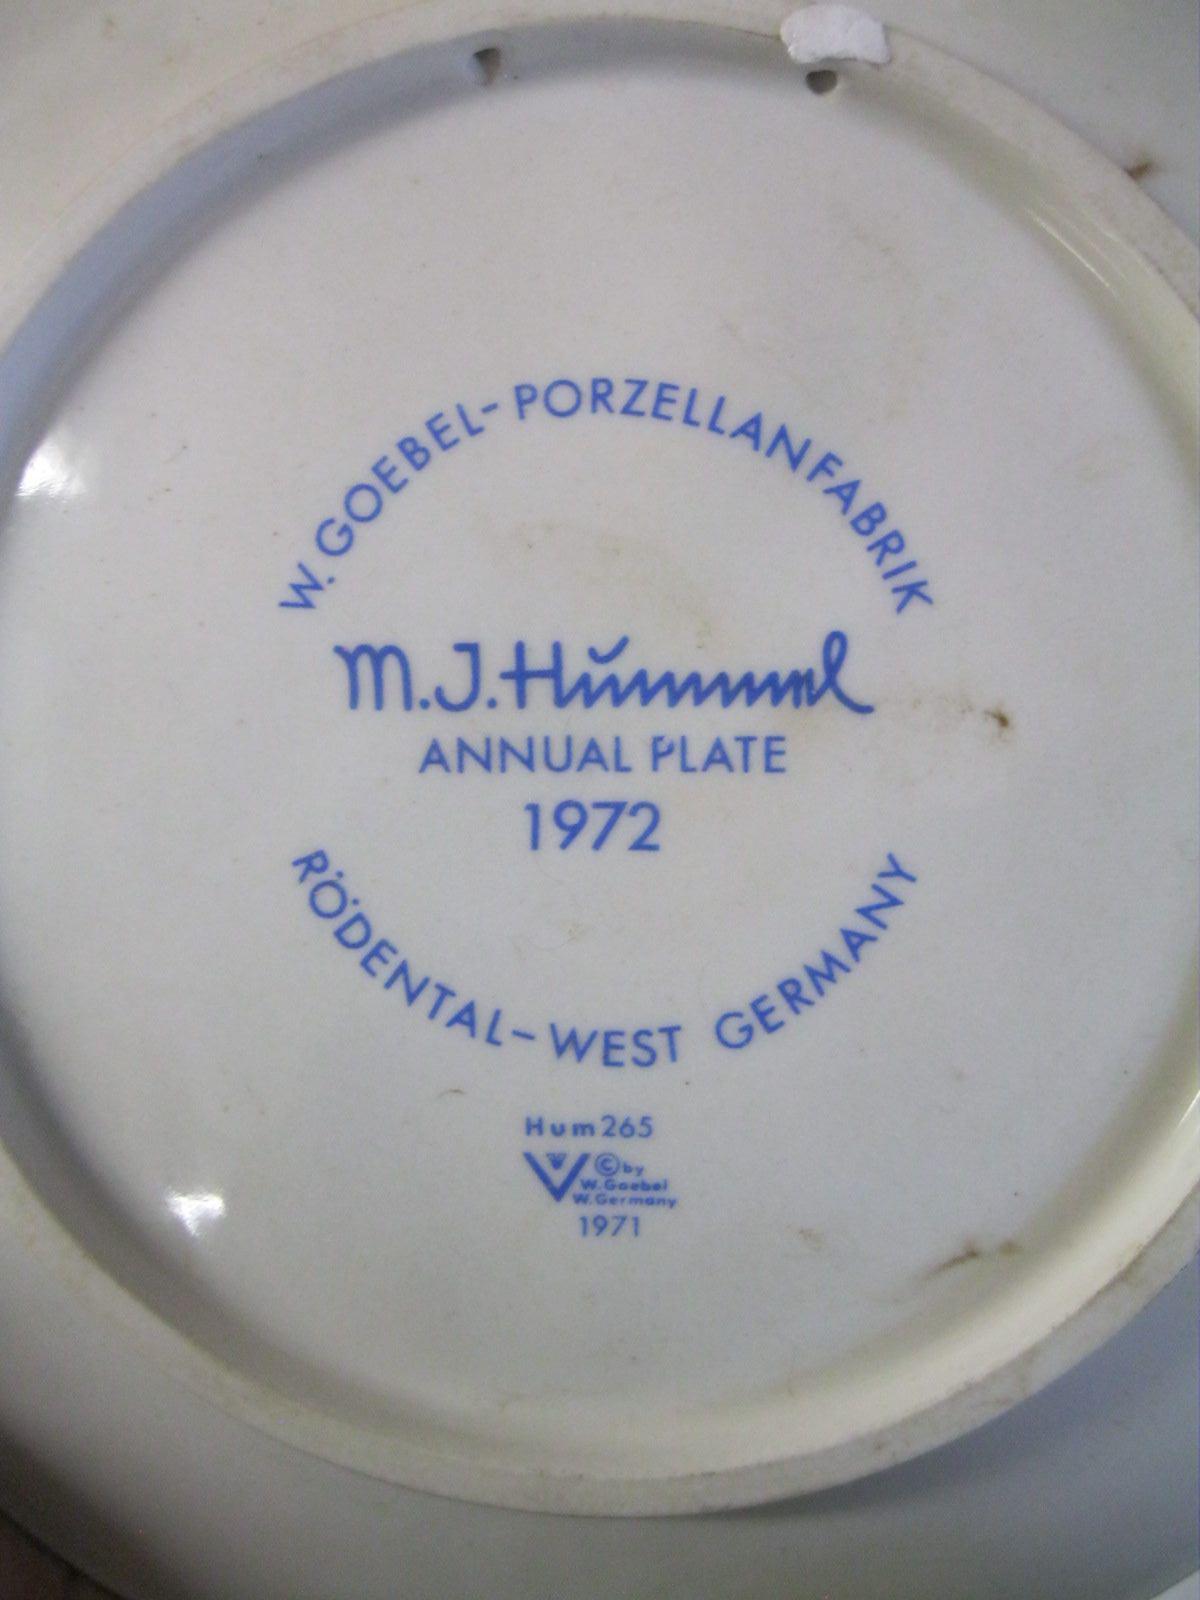 W. GOEBEL-PORZELLANFABRIK
M.J. Hummel
ANNUAL PLATE
1972
RÖDENTAL-WEST GERMANY
Hum 265
© by
W. Goebel
W. Germany
1971